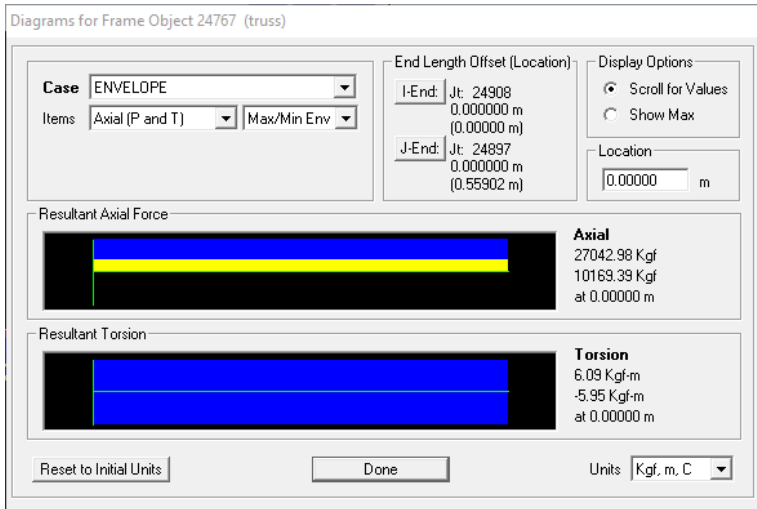 Diagrams for Frame Object 24767 (truss)
Case ENVELOPE
Items Axial (P and T) Max/Min Env
End Length Offset (Location)
I-End: Jt: 24908
0.000000 m
(0.00000 m)
J-End: Jt: 24897
0.000000 m
(0.55902 m)
Display Options
Scroll for Values
Show Max
Location
0.00000 m
Resultant Axial Force
Axial
27042.98 Kgf
10169.39 Kgf
at 0.00000 m
Resultant Torsion
Torsion
6.09 Kgf-m
-5.95 Kgf-m
at 0.00000 m
Reset to Initial Units
Done
Units Kgf, m, C